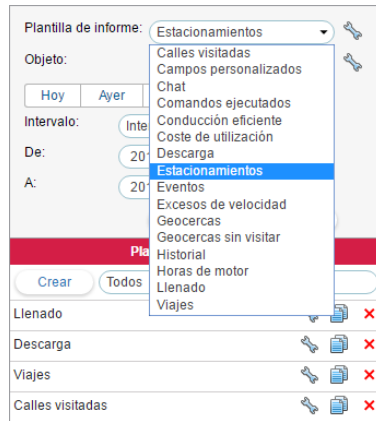 Plantilla de informe: Estacionamientos
Objeto:
Calles visitadas
Campos personalizados
Chat
Comandos ejecutados
Conducción eficiente
Coste de utilización
Descarga
Estacionamientos
Eventos
Excesos de velocidad
Geocercas
Geocercas sin visitar
Historial
Horas de motor
Llenado
Viajes
Hoy Ayer
Intervalo:
De:
A:
Crear Todos
Llenado
Descarga
Viajes
Calles visitadas